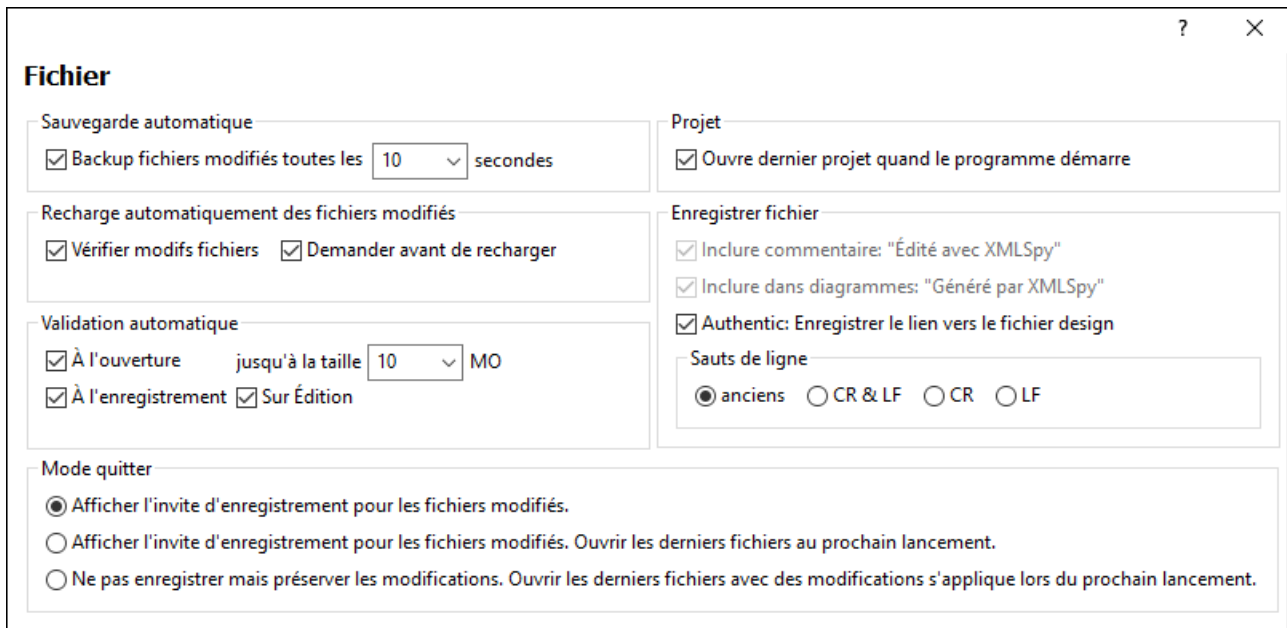 ?
Fichier
Sauvegarde automatique
Backup fichiers modifiés toutes les 10 secondes
Projet
Ouvre dernier projet quand le programme démarre
Recharge automatiquement des fichiers modifiés
Vérifier modifs fichiers Demander avant de recharger
Enregistrer fichier
Inclure commentaire: "Édité avec XMLSpy"
Inclure dans diagrammes: "Généré par XMLSpy"
Authentic: Enregistrer le lien vers le fichier design
Sauts de ligne
anciens CR & LF CR LF
Validation automatique
À l'ouverture jusqu'à la taille 10 MO
À l'enregistrement Sur Édition
Mode quitter
Afficher l'invite d'enregistrement pour les fichiers modifiés.
Afficher l'invite d'enregistrement pour les fichiers modifiés. Ouvrir les derniers fichiers au prochain lancement.
Ne pas enregistrer mais préserver les modifications. Ouvrir les derniers fichiers avec des modifications s'applique lors du prochain lancement.